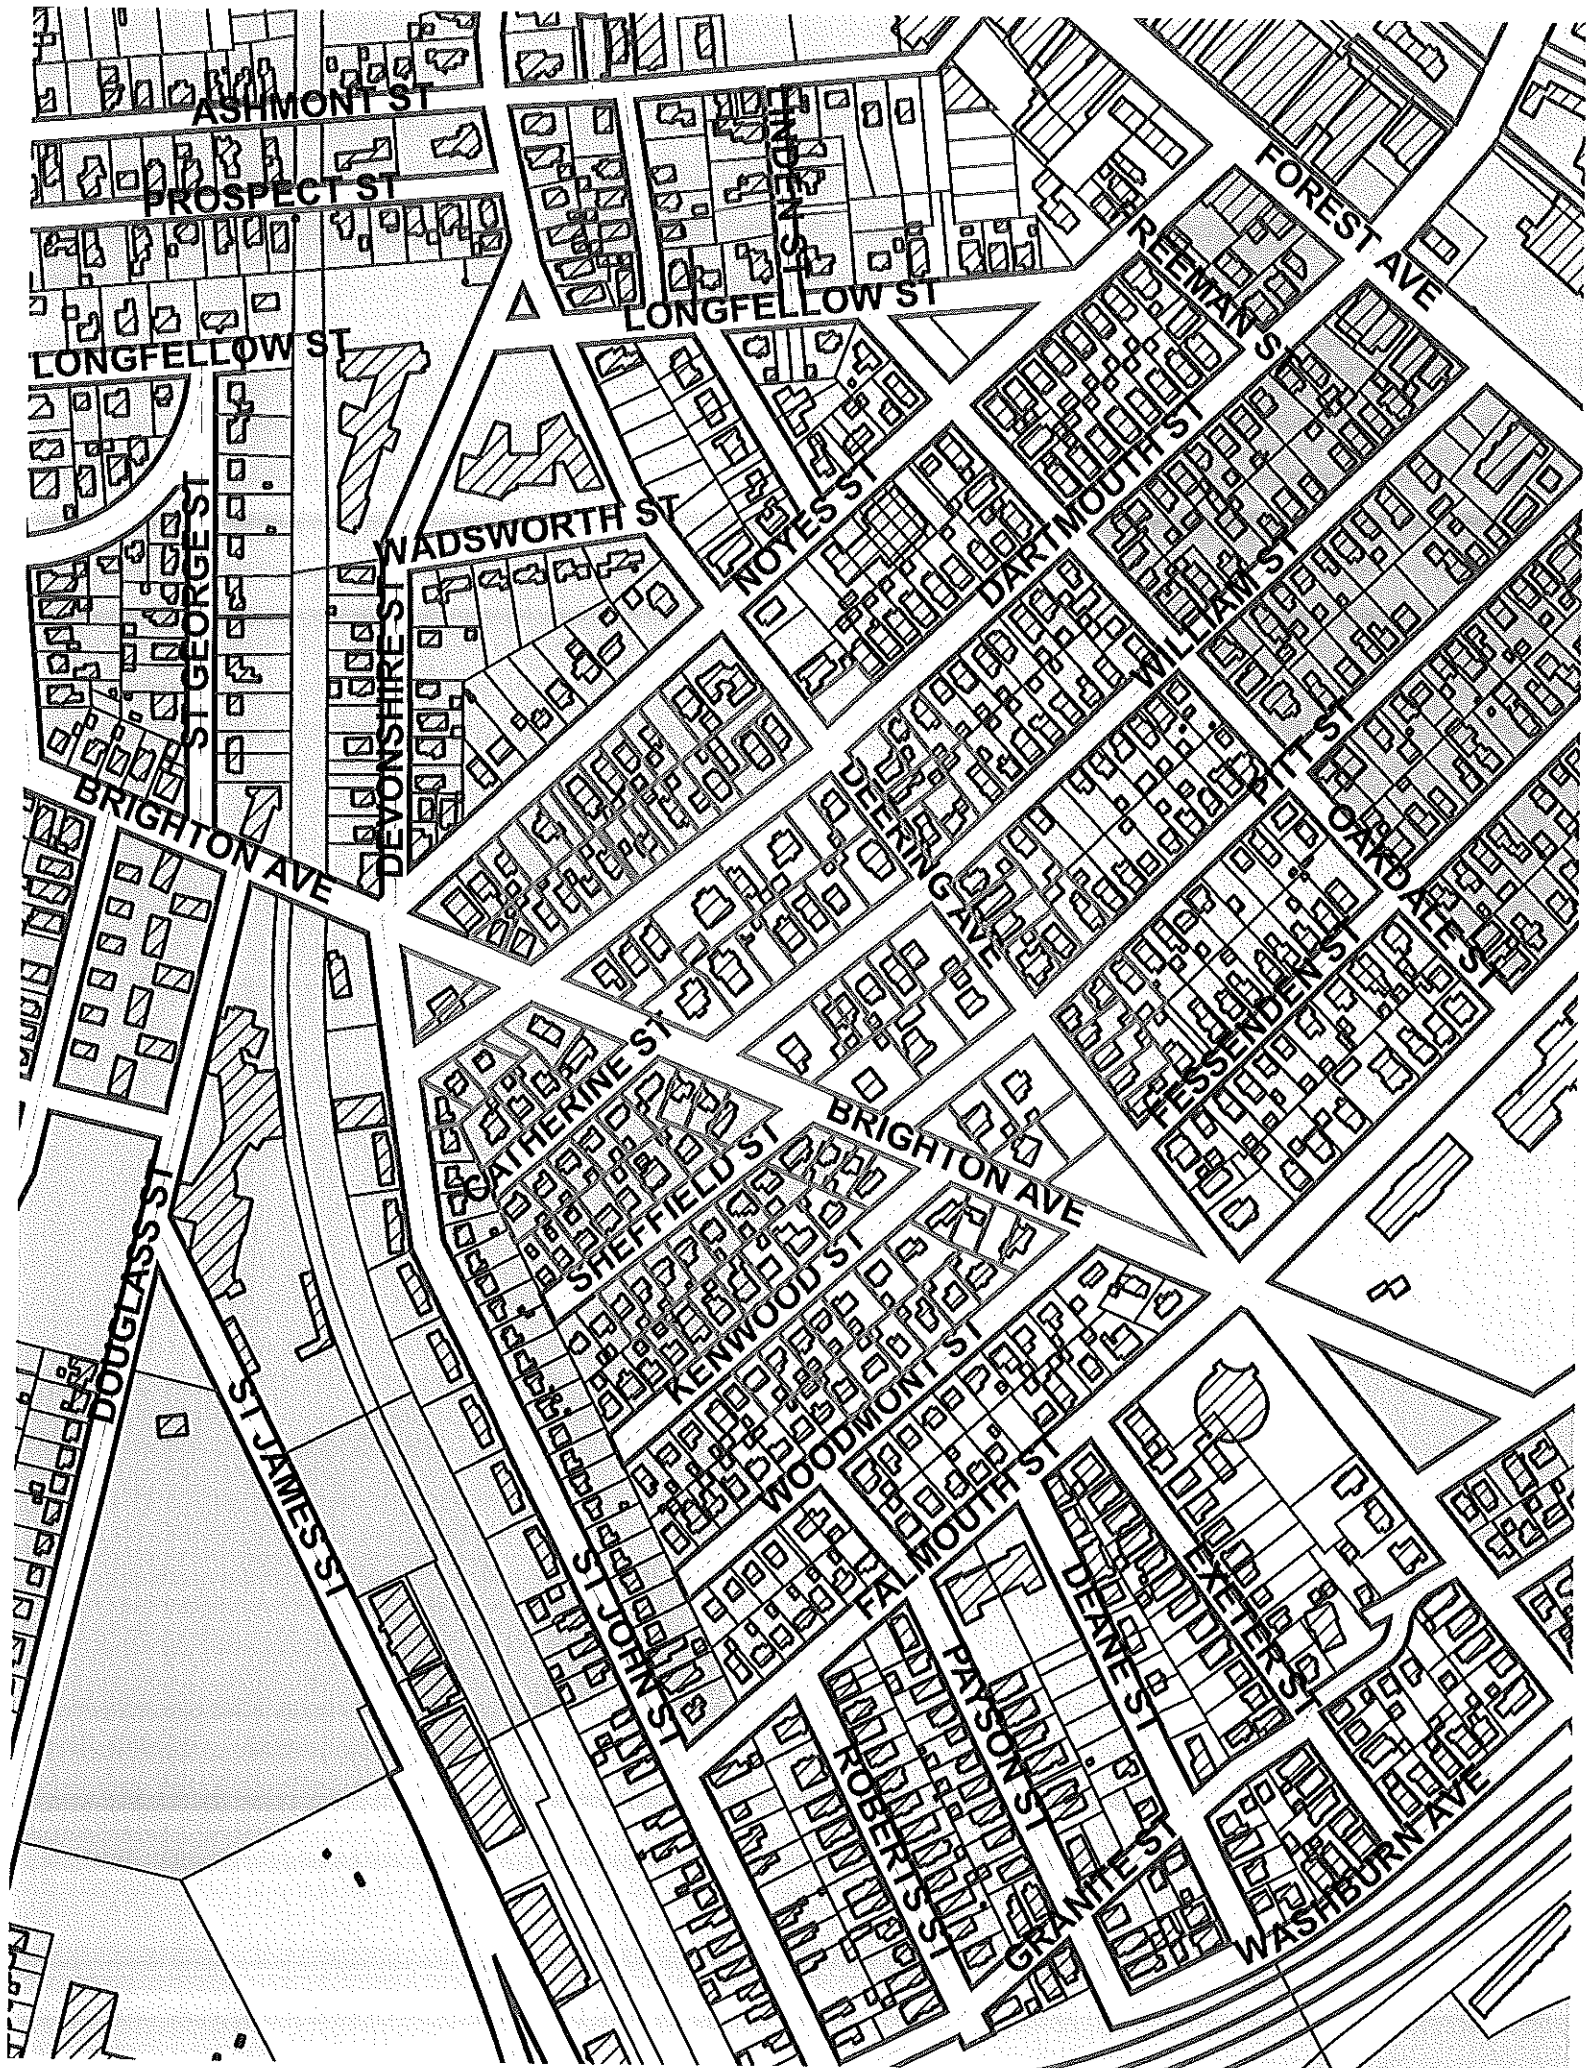 ASHMONT ST
LINDEN ST
FOREST AVE
PROSPECT ST
FREEMAN ST
LONGFELLOW ST
LONGFELLOW ST
DARTMOUTH ST
NOYES ST
WADSWORTH ST
ST GEORGE ST
DEVONSHIRE ST
WILLIAM ST
PITT ST
OAKDALE ST
DEERING AVE
BRIGHTON AVE
FESSENDEN ST
CATHERINE ST
BRIGHTON AVE
SHEFFIELD ST
DOUGLASS ST
KENWOOD ST
WOODMONT ST
ST JAMES ST
FALMOUTH ST
ST JOHN ST
DEANE ST
EXETER ST
PAYSON ST
ROBERTS ST
GRANITE ST
WASHBURN AVE